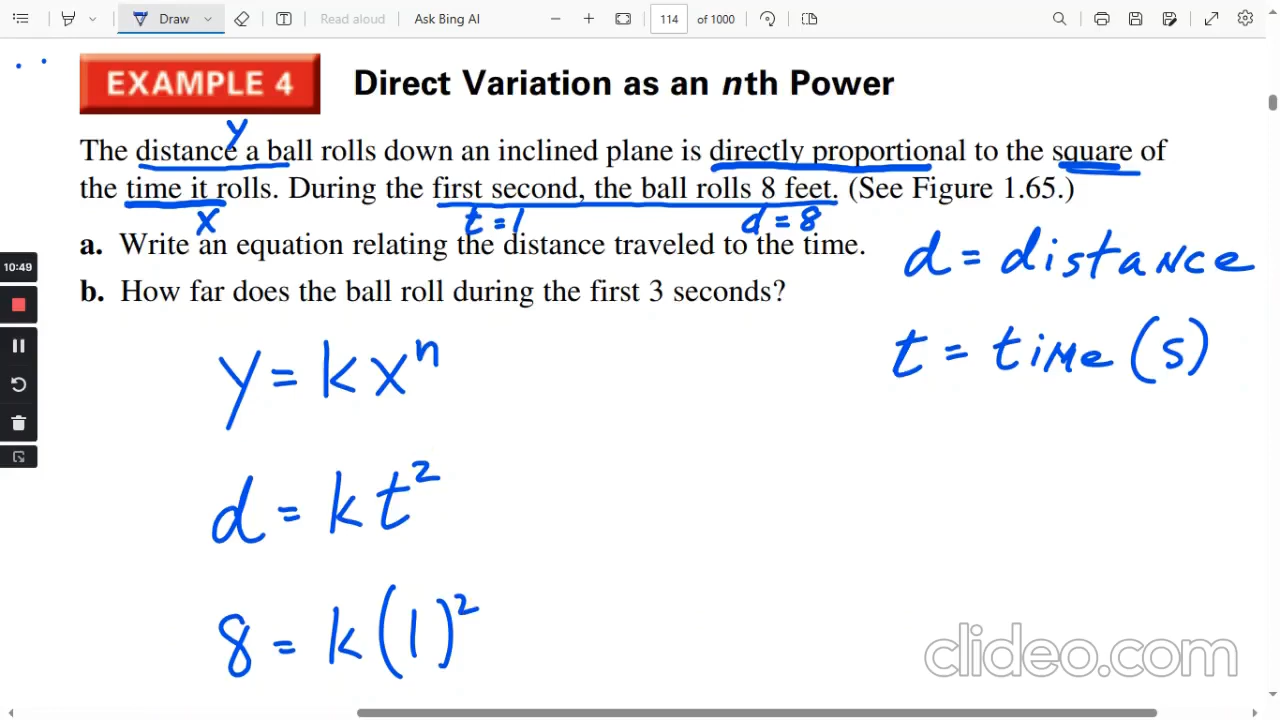 Draw
Read aloud
Ask Bing AI
114 of 1000
EXAMPLE 4 Direct Variation as an nth Power
y
The distance a ball rolls down an inclined plane is directly proportional to the square of
the time it rolls. During the first second, the ball rolls 8 feet. (See Figure 1.65.)
x t = 1 d = 8
a. Write an equation relating the distance traveled to the time.
b. How far does the ball roll during the first 3 seconds?
d = distance
t = time (s)
y = kxⁿ
d = kt²
8 = k(1)²
10:49
clideo.com